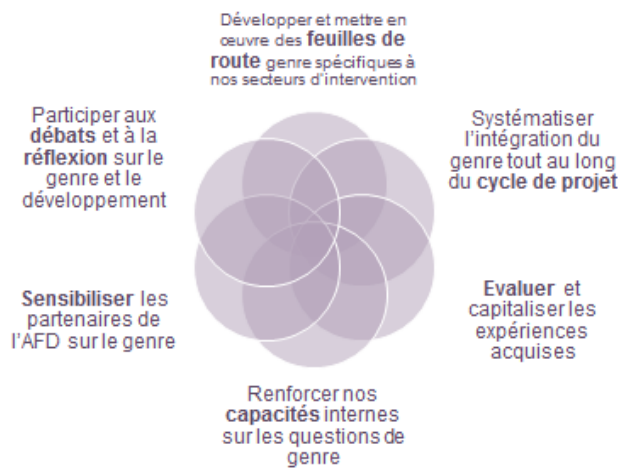 Développer et mettre en
œuvre des feuilles de
route genre spécifiques à
nos secteurs d'intervention
Systématiser
l'intégration du
genre tout au long
du cycle de projet
Evaluer et
capitaliser les
expériences
acquises
Renforcer nos
capacités internes
sur les questions de
genre
Sensibiliser les
partenaires de
l'AFD sur le genre
Participer aux
débats et à la
réflexion sur le
genre et le
développement